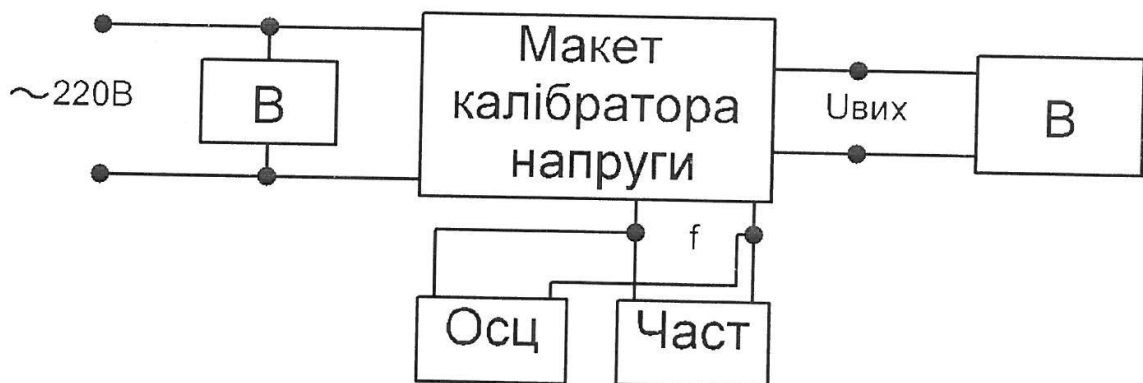 Макет
калібратора
напруги
~220В
В
Uвих
В
f
Осц
Част